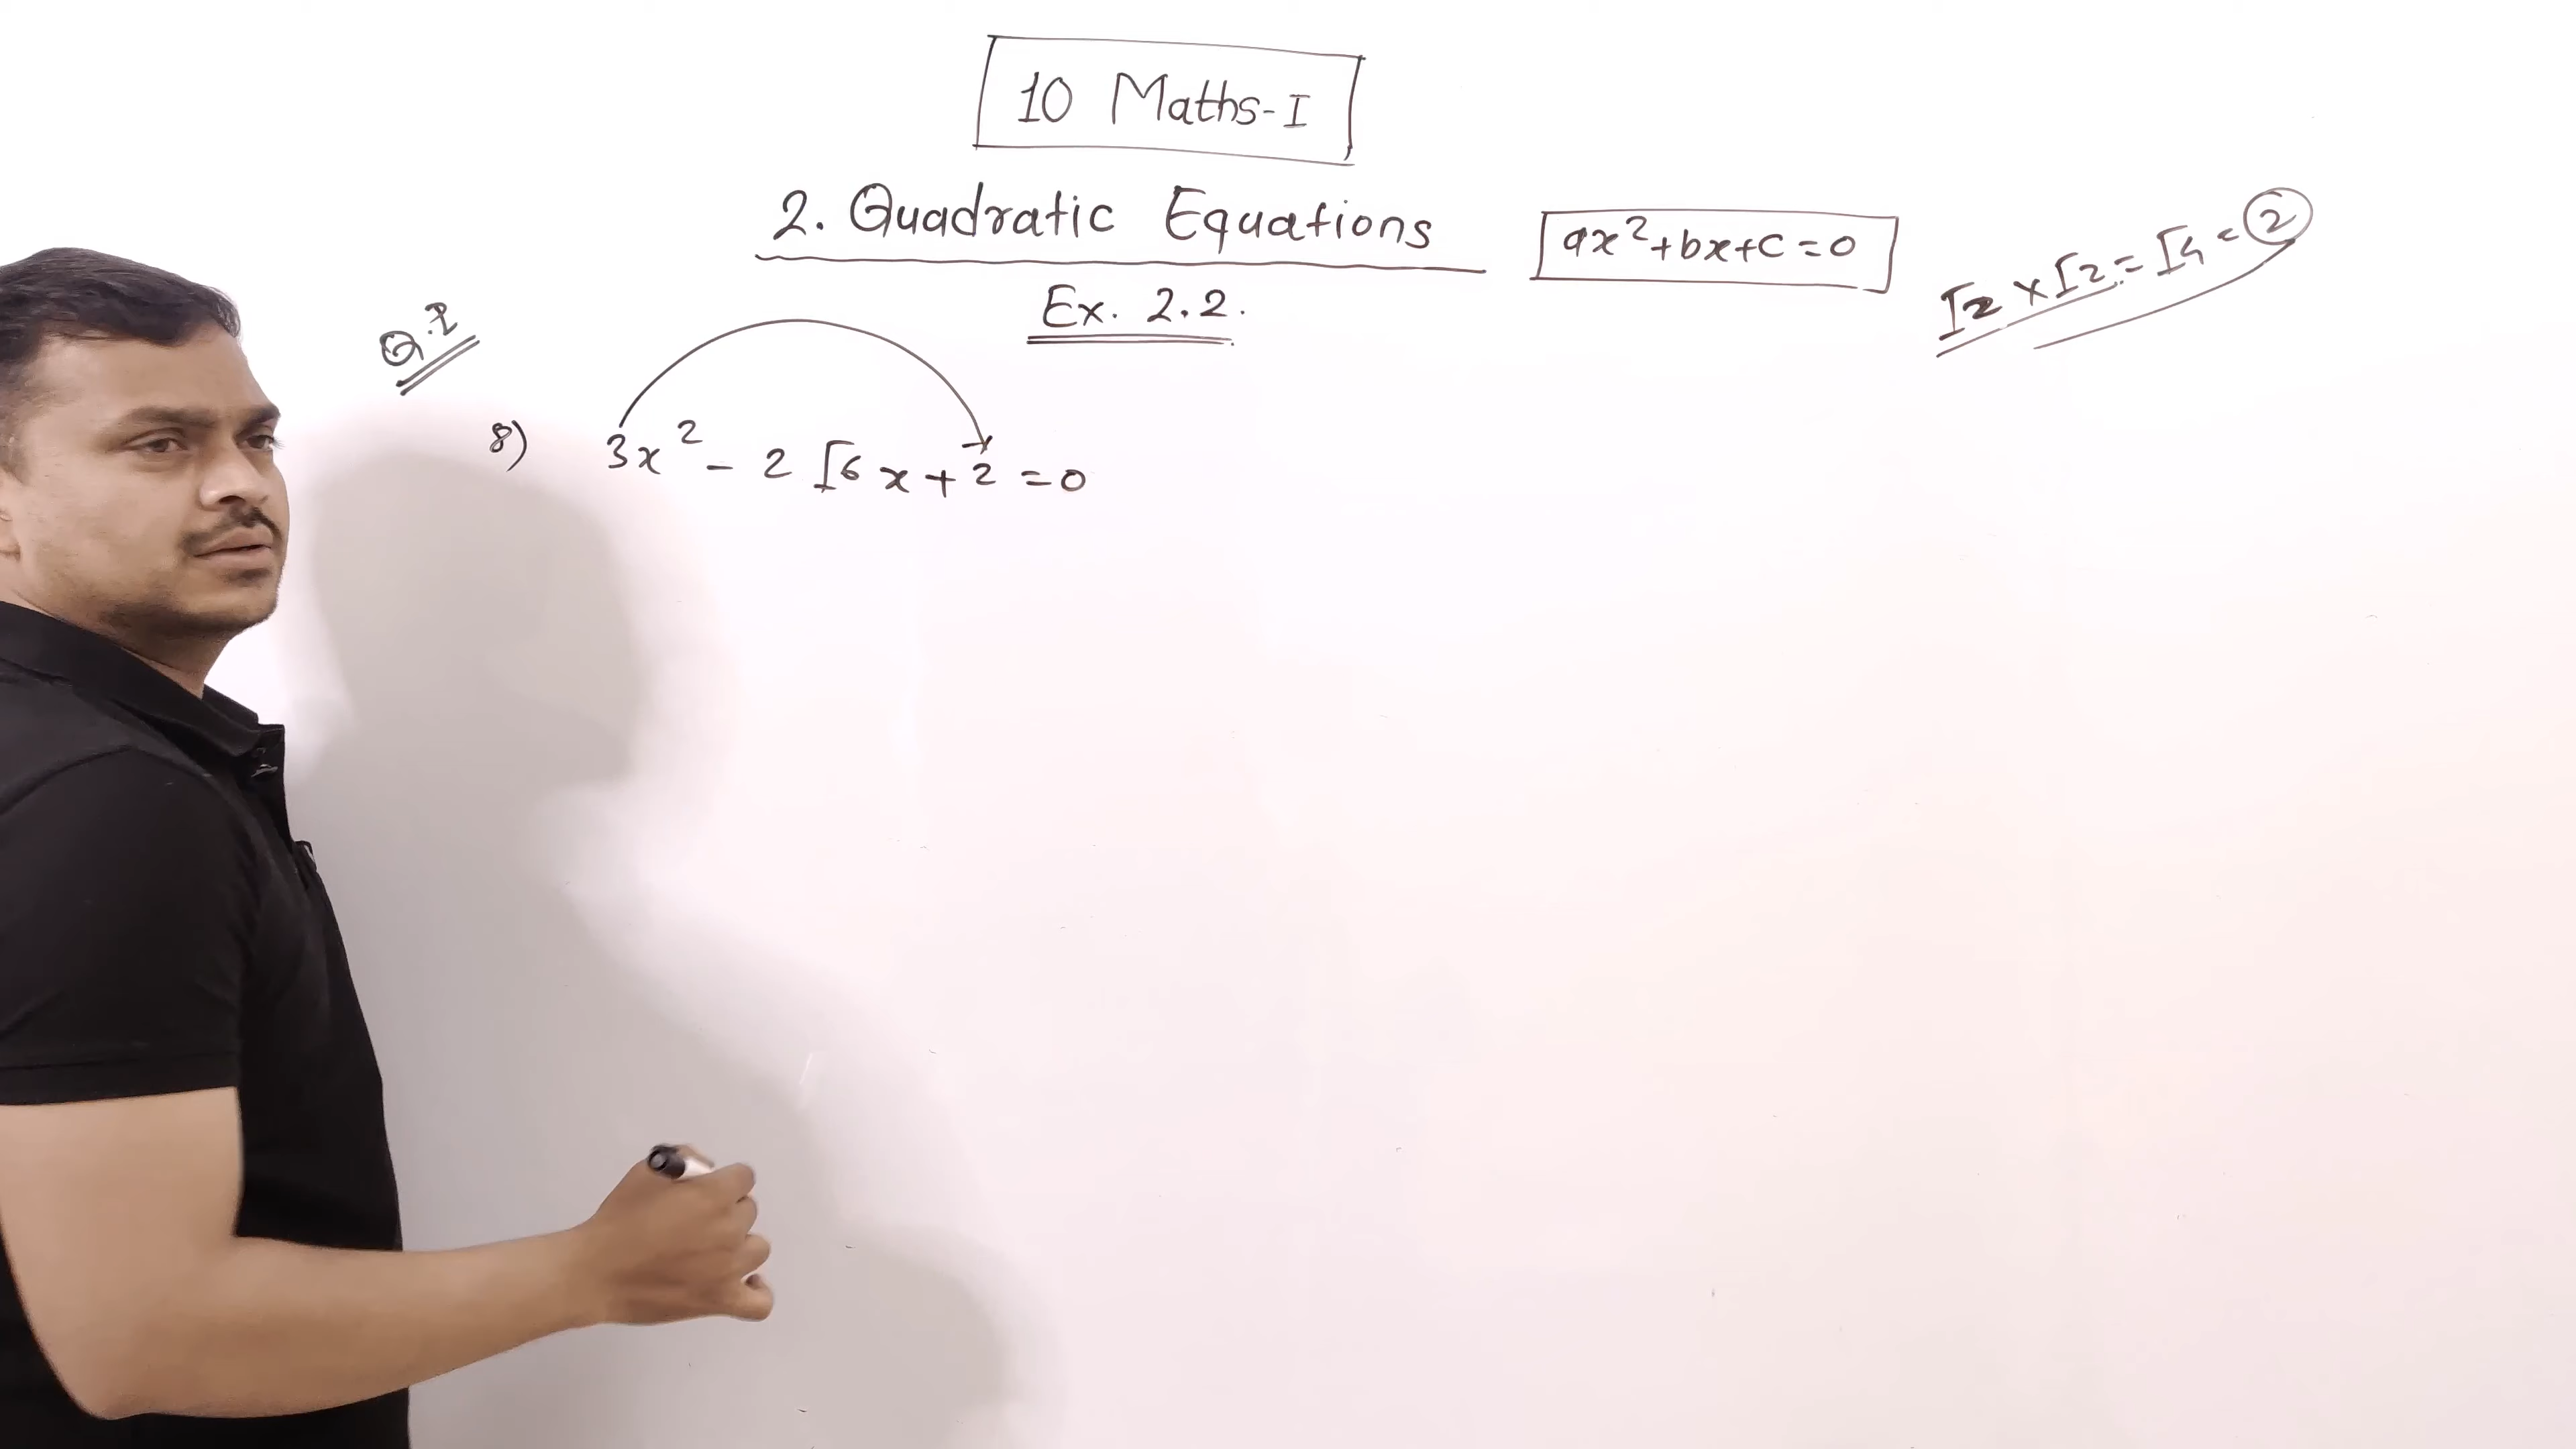 10 Maths-I
2. Quadratic Equations
ax²+bx+c=0
√2 × √2 = √4 = 2
Ex. 2.2.
8) 3x² - 2√6 x + 2 = 0